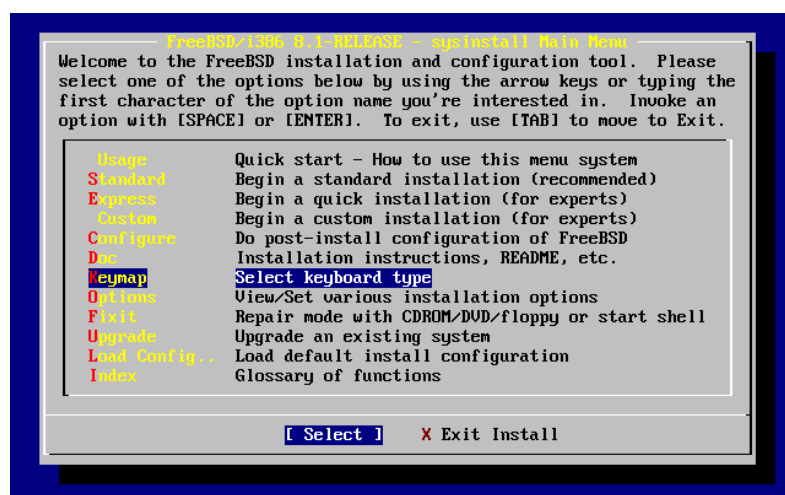 FreeBSD/i386 8.1-RELEASE - sysinstall Main Menu
Welcome to the FreeBSD installation and configuration tool.  Please
select one of the options below by using the arrow keys or typing the
first character of the option name you're interested in.  Invoke an
option with [SPACE] or [ENTER].  To exit, use [TAB] to move to Exit.
Usage Quick start - How to use this menu system
Standard Begin a standard installation (recommended)
Express Begin a quick installation (for experts)
Custom Begin a custom installation (for experts)
Configure Do post-install configuration of FreeBSD
Doc Installation instructions, README, etc.
Keymap Select keyboard type
Options View/Set various installation options
Fixit Repair mode with CDROM/DVD/floppy or start shell
Upgrade Upgrade an existing system
Load Config.. Load default install configuration
Index Glossary of functions
[ Select ] X Exit Install